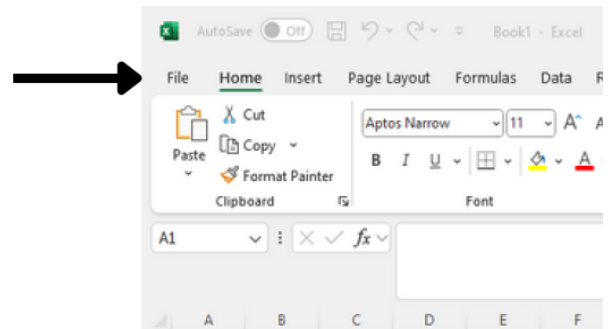 AutoSave Off Book1 - Excel
File Home Insert Page Layout Formulas Data
Cut
Copy
Paste
Format Painter
Clipboard
Aptos Narrow 11 A
B I U A
Font
A1 fx
A B C D E F